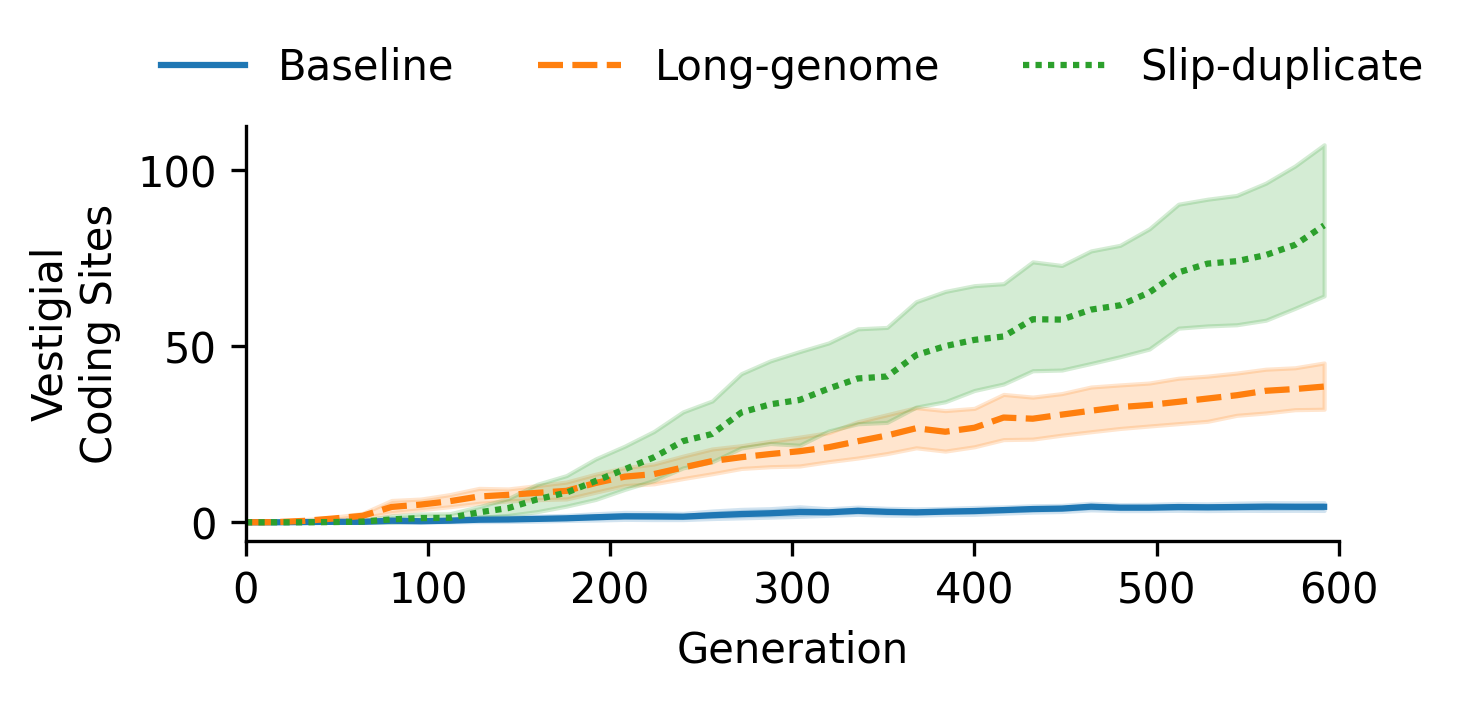 Baseline Long-genome Slip-duplicate
Vestigial
Coding Sites
100
50
0
0 100 200 300 400 500 600
Generation